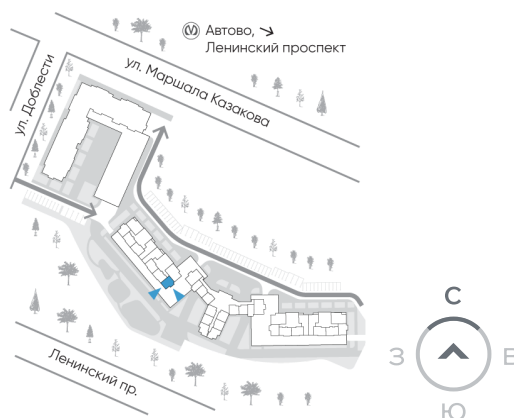 Автово, ↘
Ленинский проспект
ул. Маршала Казакова
ул. Доблести
Ленинский пр.
С
З
В
Ю